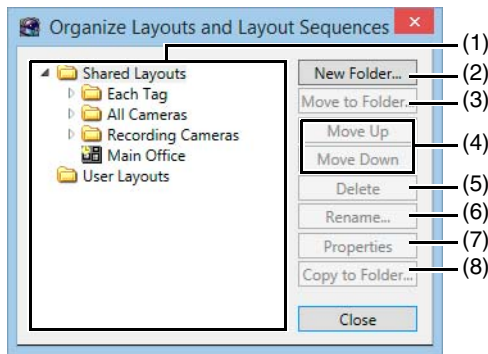 Organize Layouts and Layout Sequences
(1)
Shared Layouts
Each Tag
All Cameras
Recording Cameras
Main Office
User Layouts
New Folder...
(2)
Move to Folder...
(3)
Move Up
Move Down
(4)
Delete
(5)
Rename...
(6)
Properties
(7)
Copy to Folder...
(8)
Close